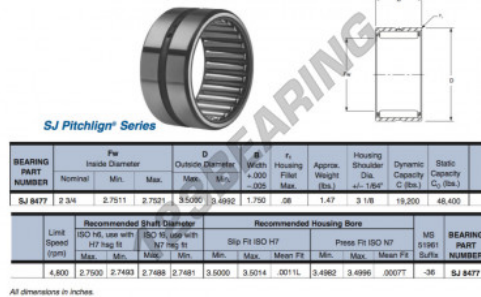 r₁
B
Fw
D
123BEARING
SJ Pitchlign® Series
BEARING PART NUMBER
Fw Inside Diameter
Nominal Min. Max.
D Outside Diameter
Max. Min.
B Width +.000 -.005
r₁ Housing Fillet Max.
Approx. Weight (lbs.)
Housing Shoulder Dia. +/- 1/64"
Dynamic Capacity C (lbs.)
Static Capacity C₀ (lbs.)
SJ 8477 2 3/4 2.7511 2.7521 3.5000 3.4992 1.750 .08 1.47 3 1/8 19,200 48,400
Limit Speed (rpm)
Recommended Shaft Diameter
ISO h6, use with H7 hsg fit
Max. Min.
ISO f6, use with N7 hsg fit
Max. Min.
Recommended Housing Bore
Slip Fit ISO H7
Min. Max. Mean Fit
Press Fit ISO N7
Min. Max. Mean Fit
MS 51961 Suffix
BEARING PART NUMBER
4,800 2.7500 2.7493 2.7488 2.7481 3.5000 3.5014 .0011L 3.4982 3.4996 .0007T -36 SJ 8477
All dimensions in inches.